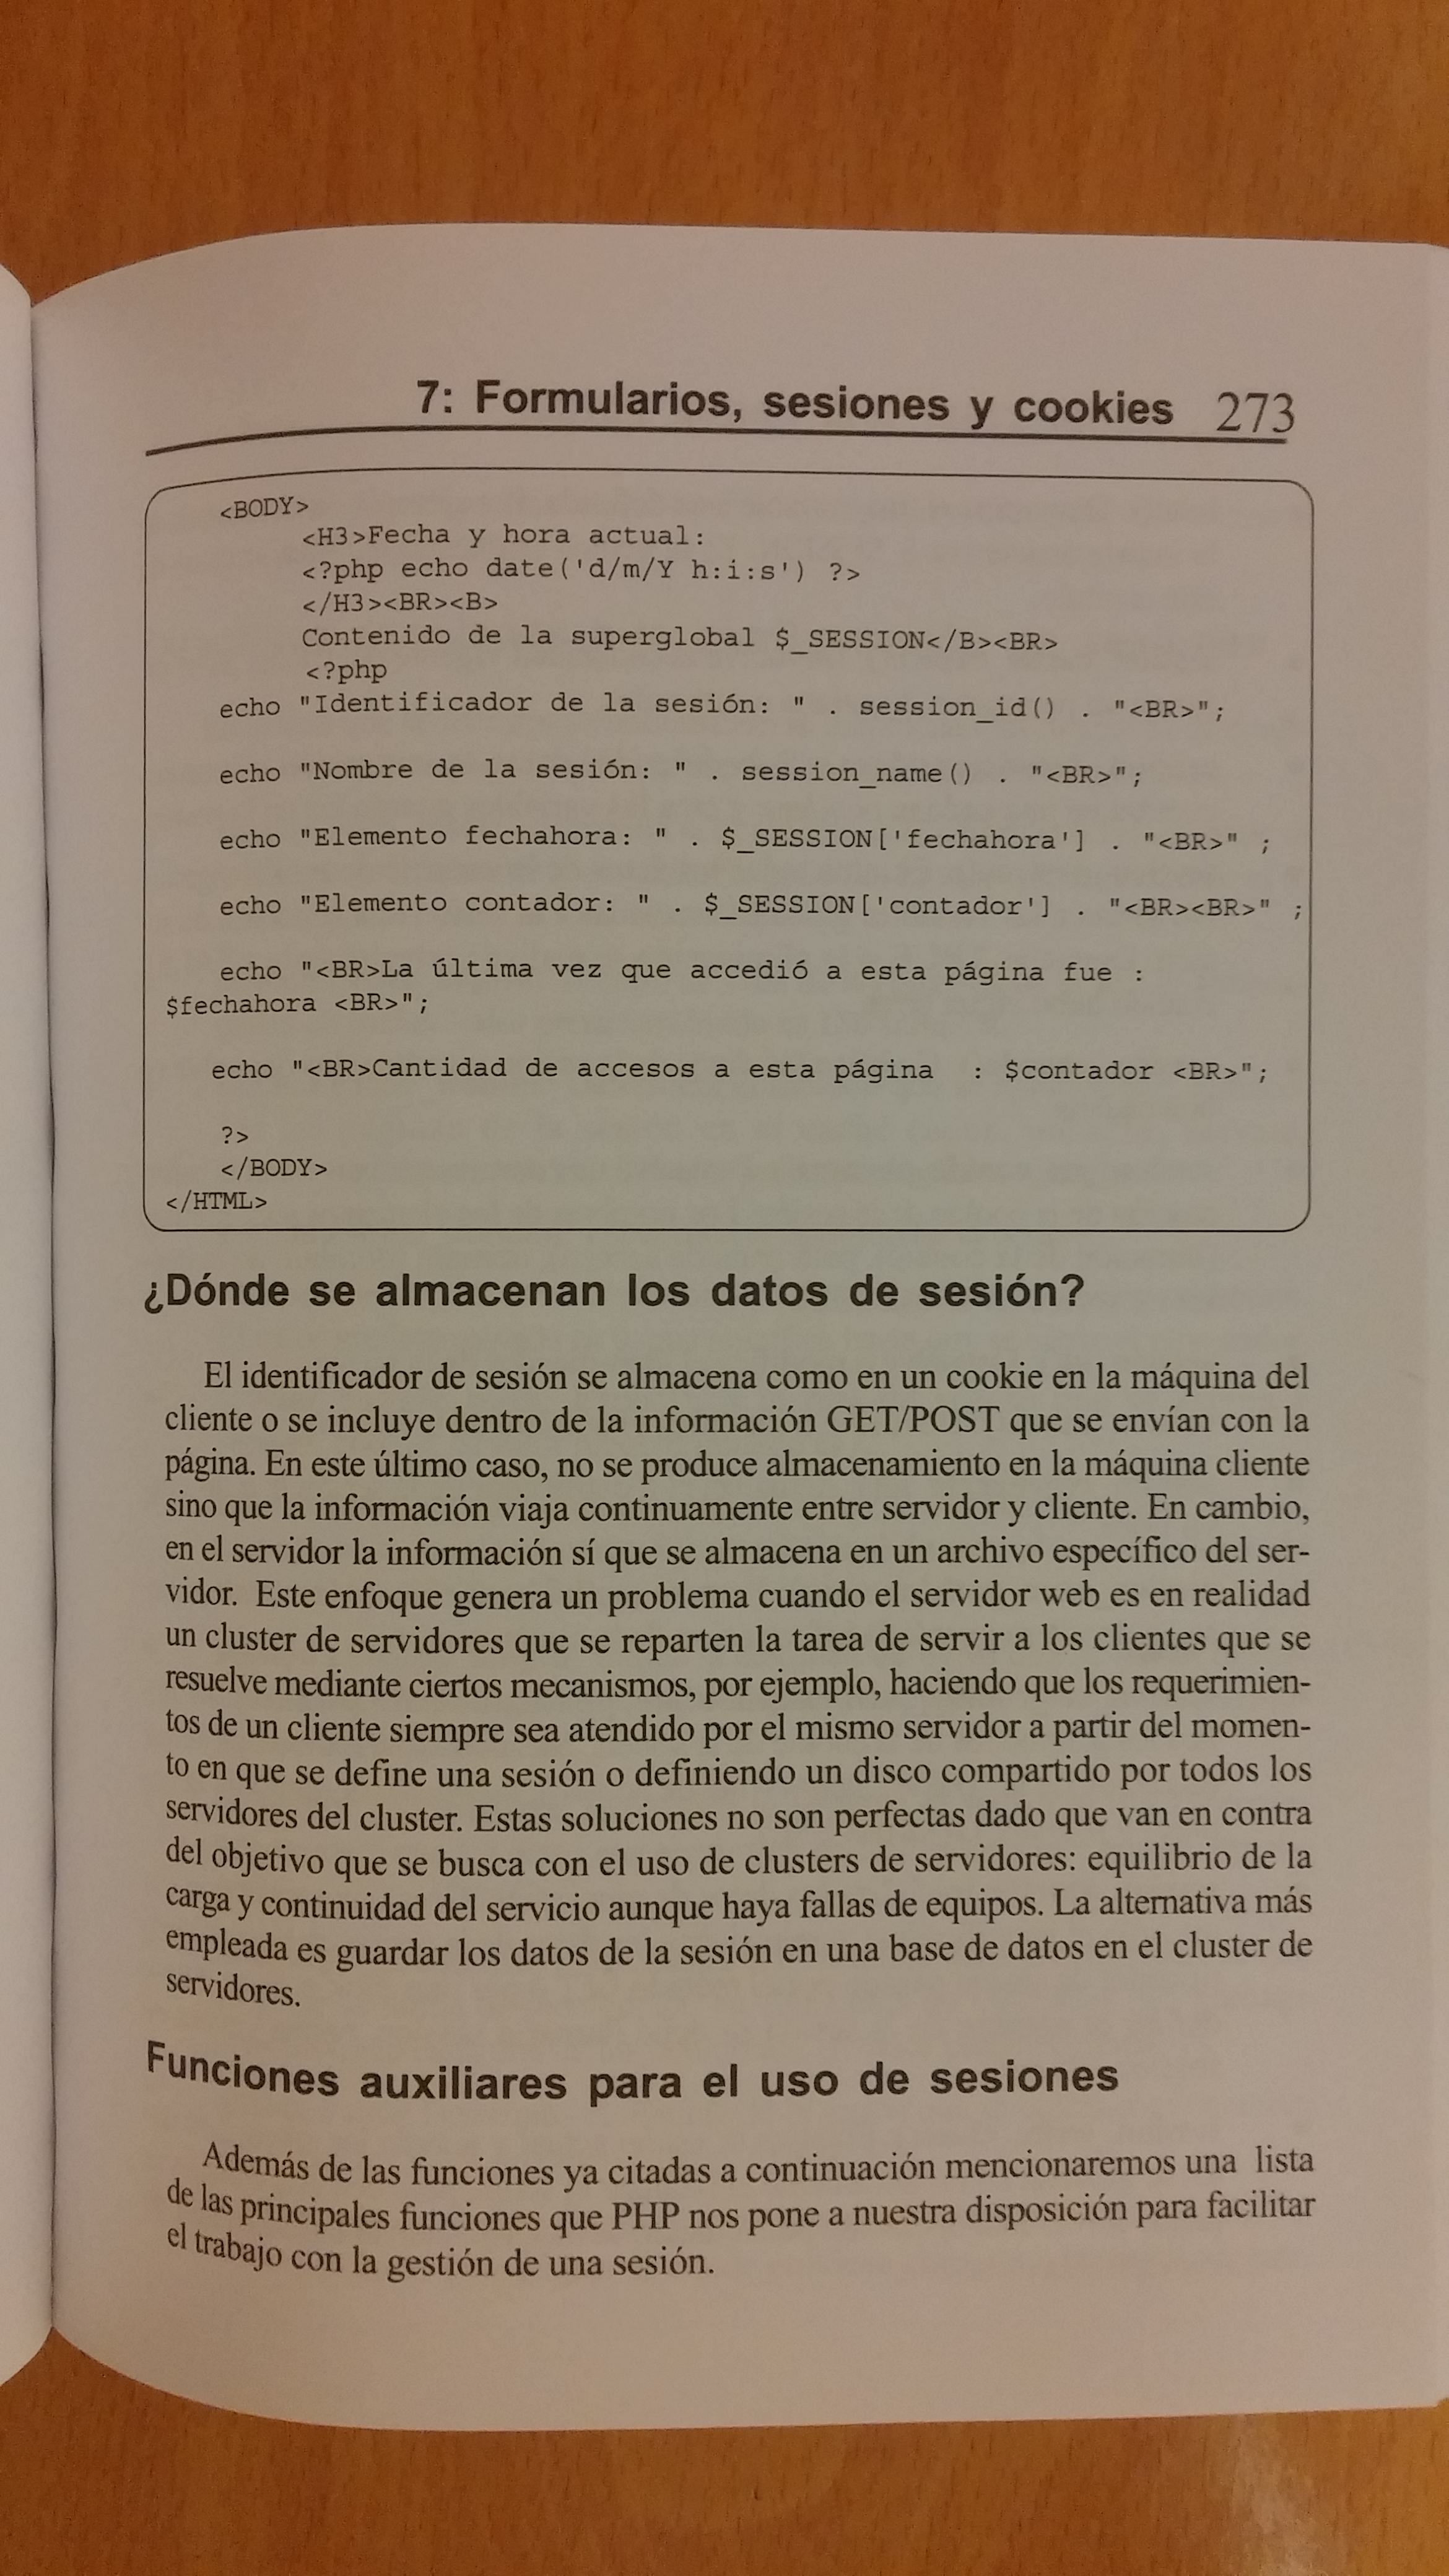 7: Formularios, sesiones y cookies 273
<BODY>
<H3>Fecha y hora actual:
<?php echo date('d/m/Y h:i:s') ?>
</H3><BR><B>
Contenido de la superglobal $_SESSION</B><BR>
<?php
echo "Identificador de la sesión: " . session_id() . "<BR>";
echo "Nombre de la sesión: " . session_name() . "<BR>";
echo "Elemento fechahora: " . $_SESSION['fechahora'] . "<BR>" ;
echo "Elemento contador: " . $_SESSION['contador'] . "<BR><BR>" ;
echo "<BR>La última vez que accedió a esta página fue :
$fechahora <BR>";
echo "<BR>Cantidad de accesos a esta página  : $contador <BR>";
?>
</BODY>
</HTML>
¿Dónde se almacenan los datos de sesión?
El identificador de sesión se almacena como en un cookie en la máquina del
cliente o se incluye dentro de la información GET/POST que se envían con la
página. En este último caso, no se produce almacenamiento en la máquina cliente
sino que la información viaja continuamente entre servidor y cliente. En cambio,
en el servidor la información sí que se almacena en un archivo específico del ser-
vidor. Este enfoque genera un problema cuando el servidor web es en realidad
un cluster de servidores que se reparten la tarea de servir a los clientes que se
resuelve mediante ciertos mecanismos, por ejemplo, haciendo que los requerimien-
tos de un cliente siempre sea atendido por el mismo servidor a partir del momen-
to en que se define una sesión o definiendo un disco compartido por todos los
servidores del cluster. Estas soluciones no son perfectas dado que van en contra
del objetivo que se busca con el uso de clusters de servidores: equilibrio de la
carga y continuidad del servicio aunque haya fallas de equipos. La alternativa más
empleada es guardar los datos de la sesión en una base de datos en el cluster de
servidores.
Funciones auxiliares para el uso de sesiones
Además de las funciones ya citadas a continuación mencionaremos una lista
de las principales funciones que PHP nos pone a nuestra disposición para facilitar
el trabajo con la gestión de una sesión.